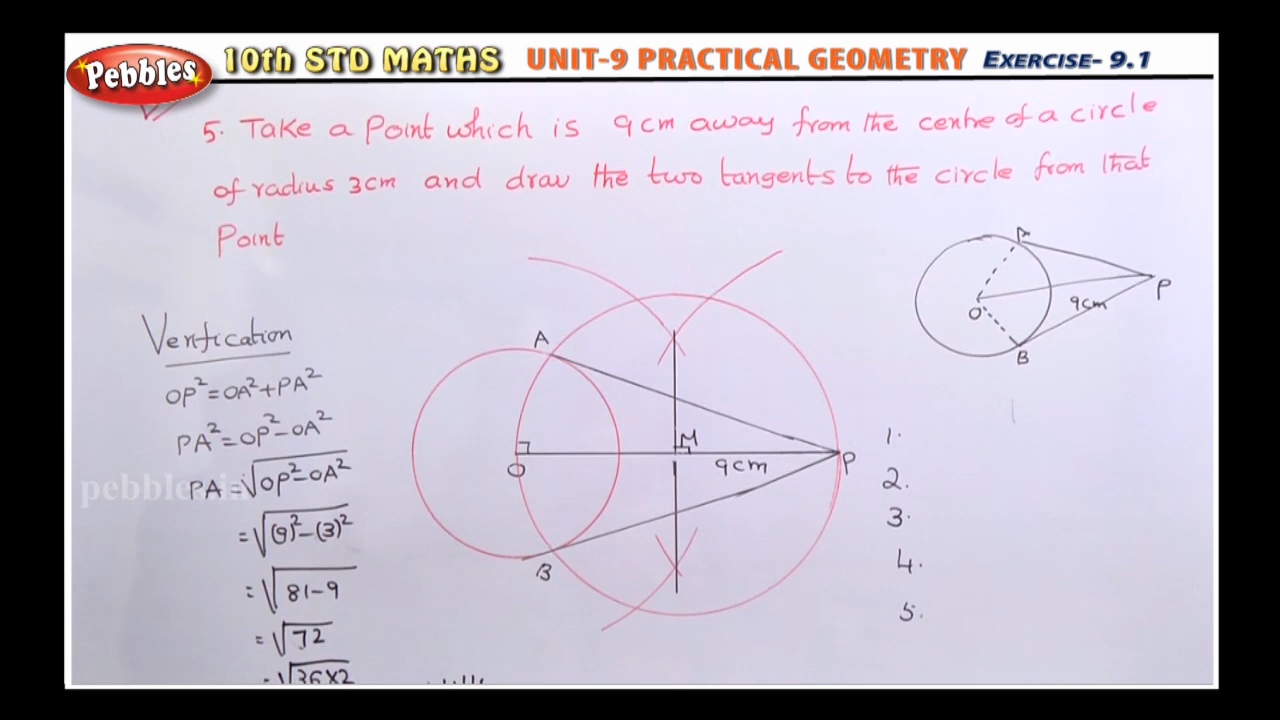 Pebbles
10th STD MATHS UNIT-9 PRACTICAL GEOMETRY EXERCISE- 9.1
5. Take a Point which is 9cm away from the centre of a circle
of radius 3cm and draw the two tangents to the circle from that
Point
Verification
OP²=OA²+PA²
PA²=OP²-OA²
PA=√OP²-OA²
=√(9)²-(3)²
=√81-9
=√72
=√36×2
A
O
M
9cm
P
B
A
O
9cm
P
B
1.
2.
3.
4.
5.